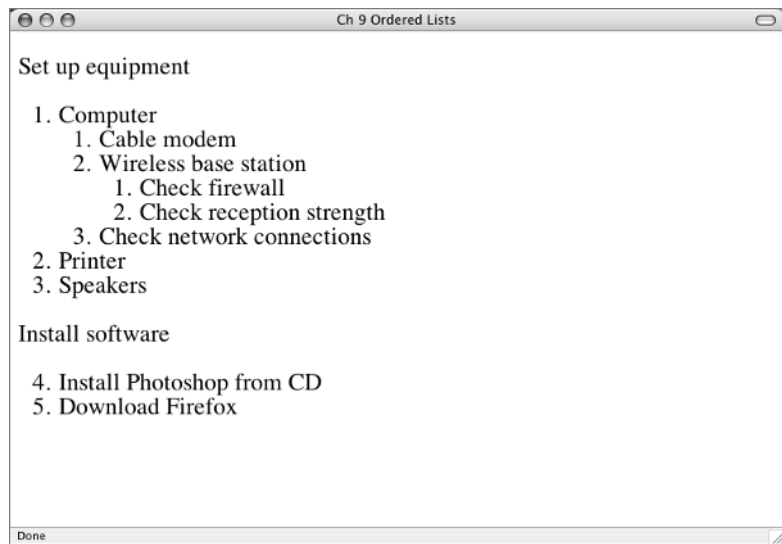 Ch 9 Ordered Lists
Set up equipment
1. Computer
1. Cable modem
2. Wireless base station
1. Check firewall
2. Check reception strength
3. Check network connections
2. Printer
3. Speakers
Install software
4. Install Photoshop from CD
5. Download Firefox
Done